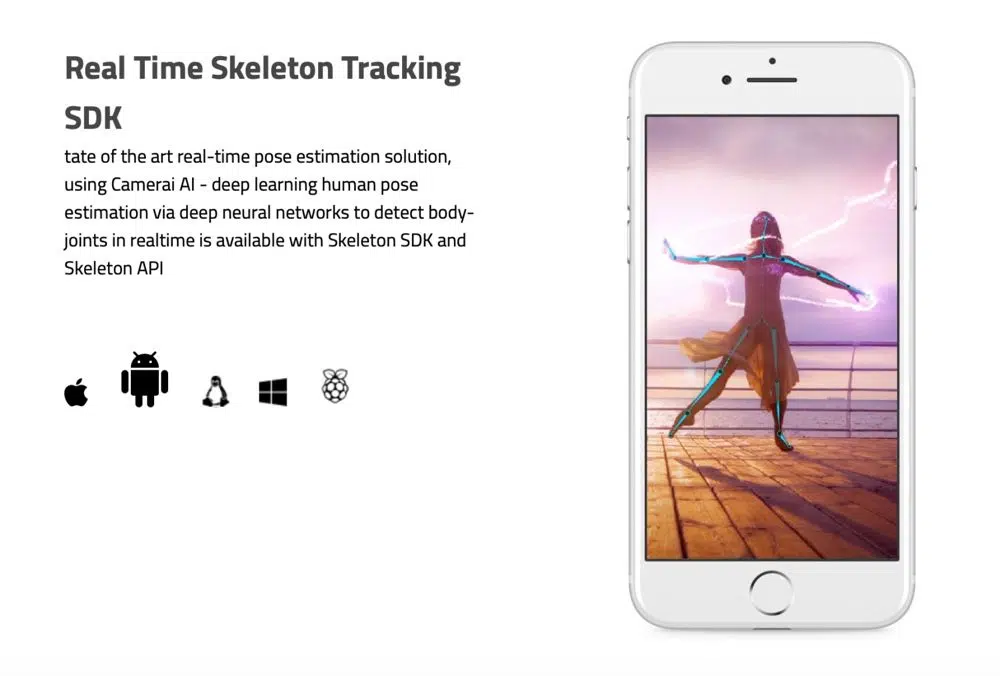 Real Time Skeleton Tracking
SDK
tate of the art real-time pose estimation solution,
using Camerai AI - deep learning human pose
estimation via deep neural networks to detect body-
joints in realtime is available with Skeleton SDK and
Skeleton API